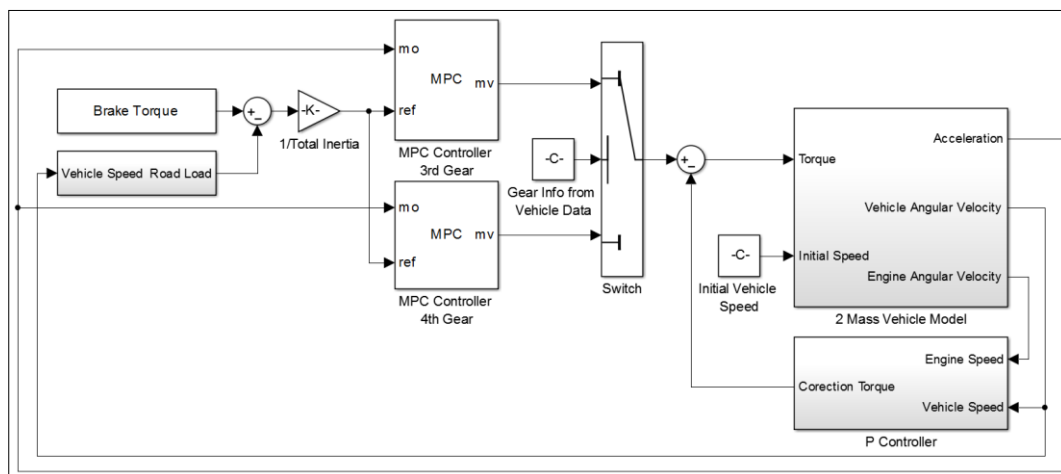 mo
MPC
mv
ref
MPC Controller
3rd Gear
Brake Torque
+
-
-K-
1/Total Inertia
Vehicle Speed Road Load
mo
MPC
mv
ref
MPC Controller
4th Gear
-C-
Gear Info from
Vehicle Data
Switch
+
-
-C-
Initial Vehicle
Speed
Torque
Initial Speed
Acceleration
Vehicle Angular Velocity
Engine Angular Velocity
2 Mass Vehicle Model
Engine Speed
Corection Torque
Vehicle Speed
P Controller